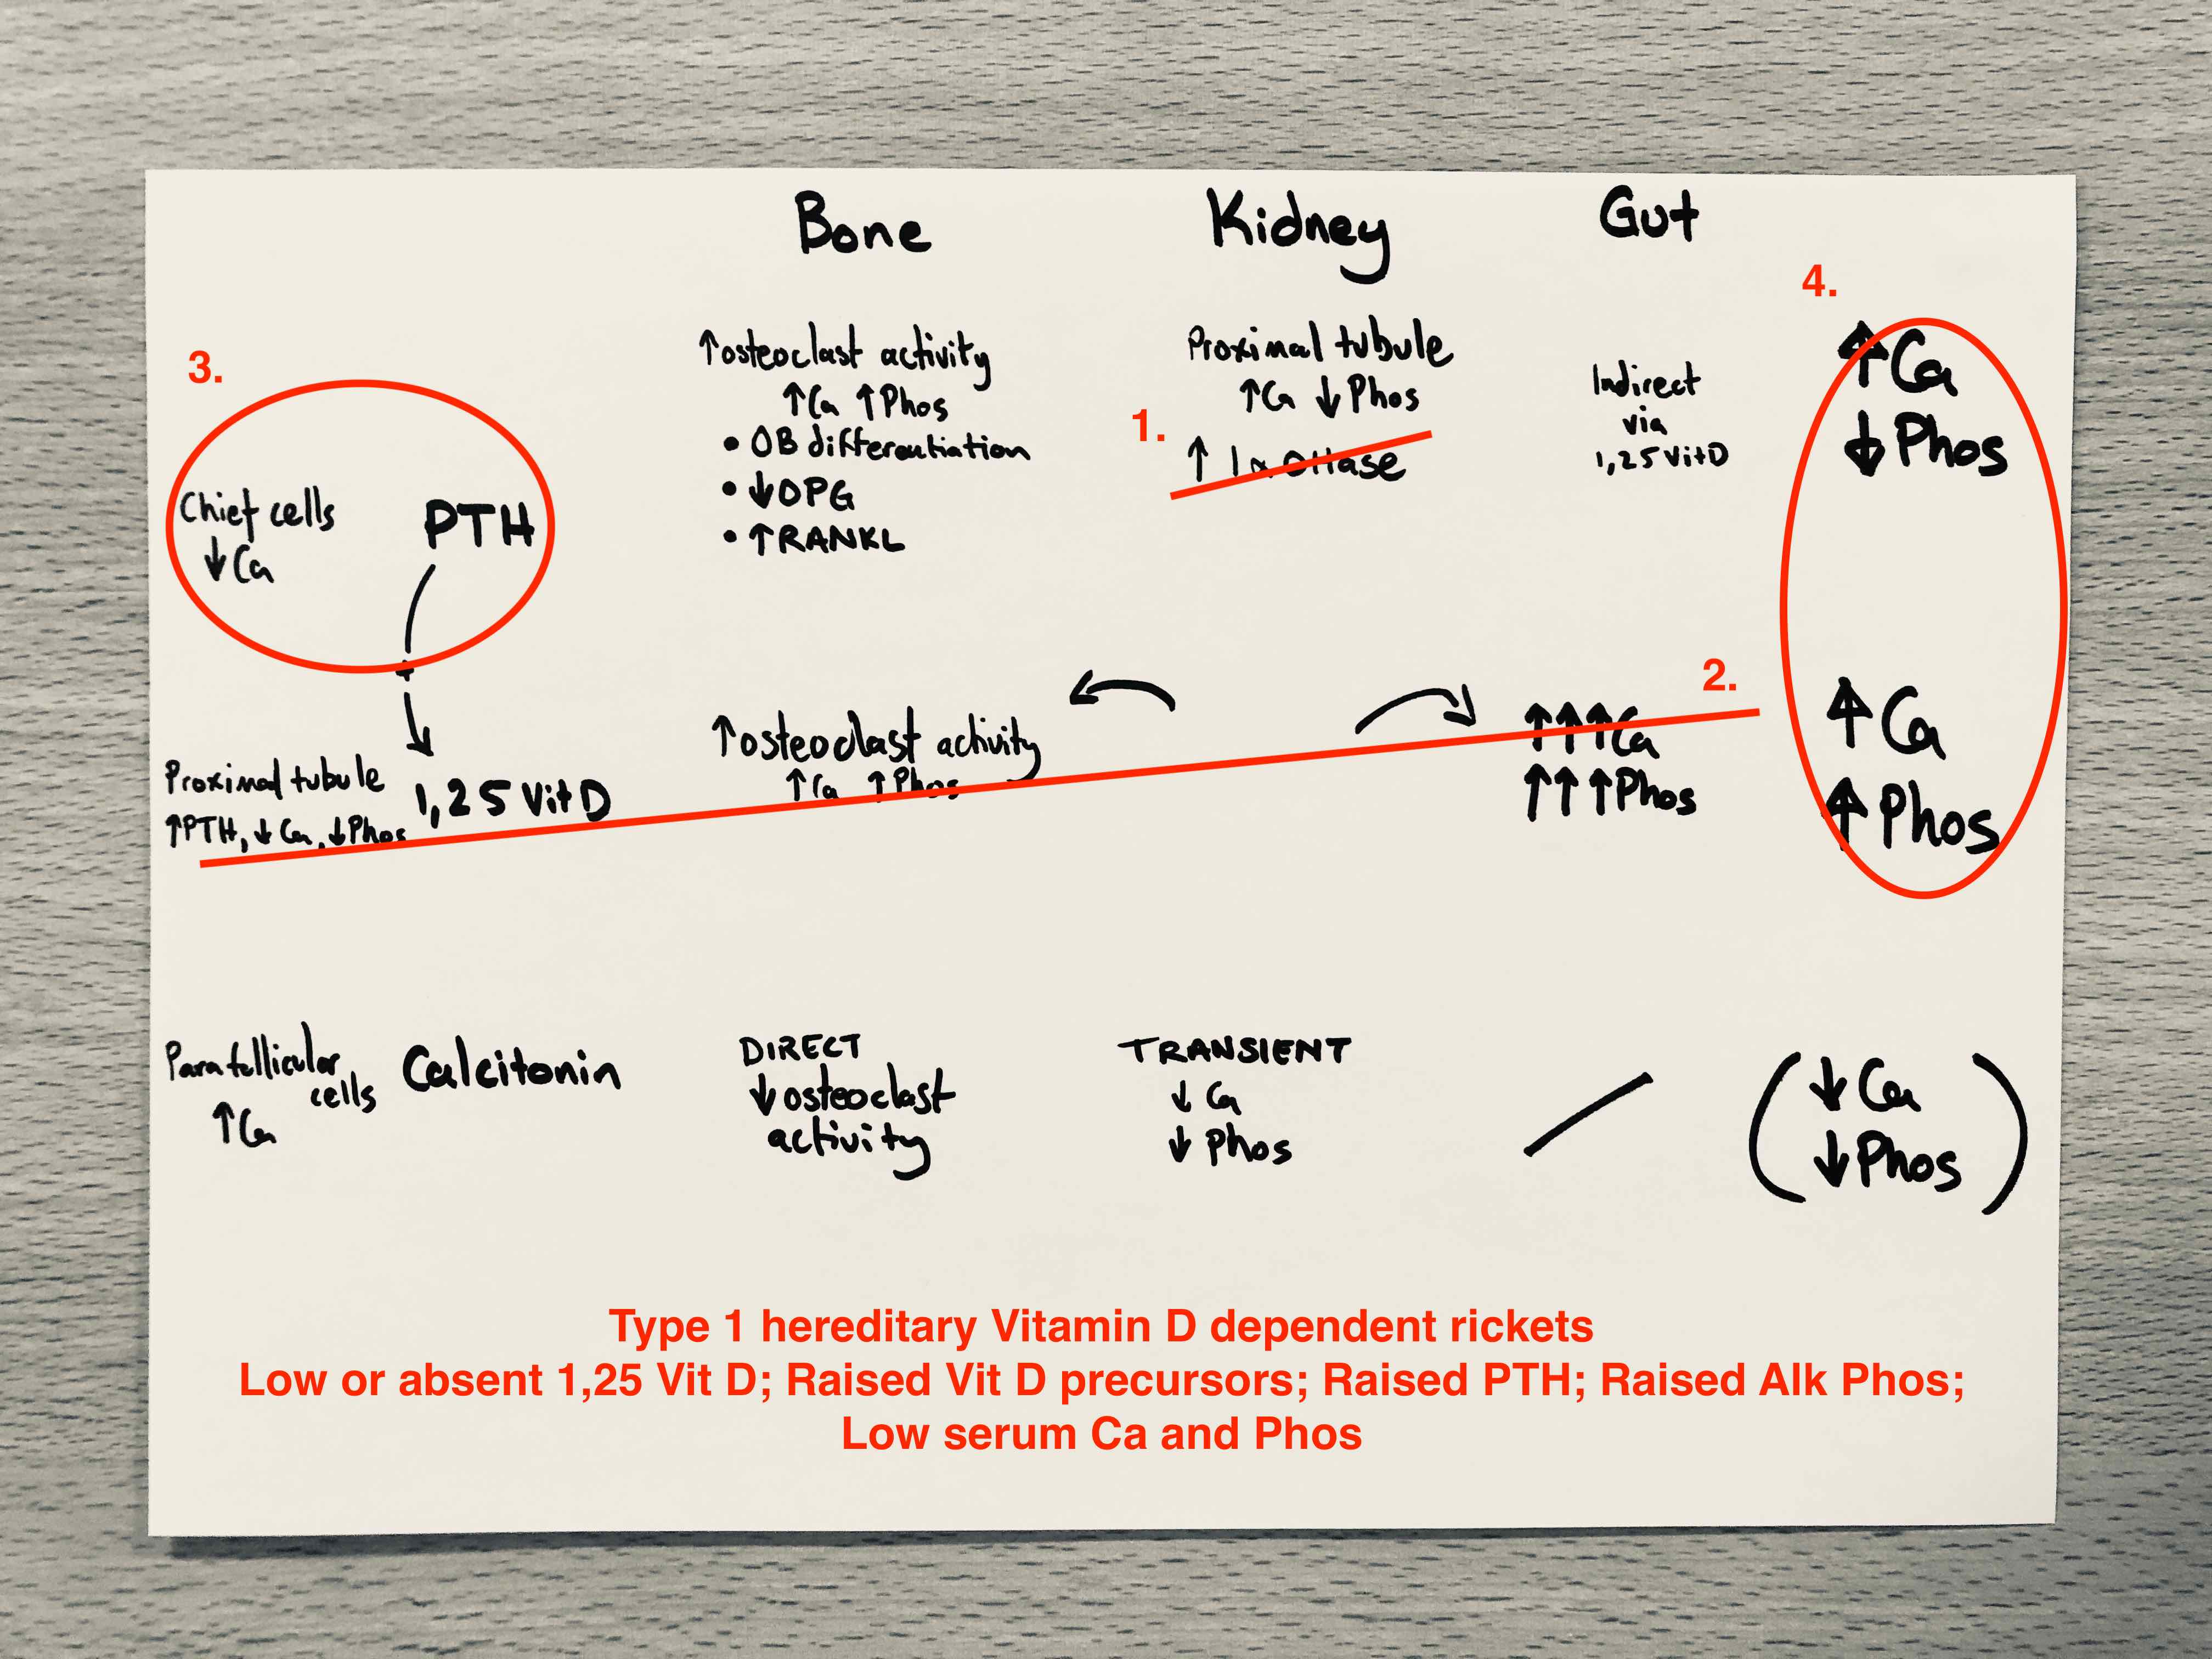 Bone Kidney Gut
4.
3.
↑osteoclast activity
↑Ca ↑Phos
• OB differentiation
• ↓OPG
• ↑RANKL
Proximal tubule
↑Ca ↓Phos
1.
↑ 1α OHase
Indirect
via
1,25 VitD
↑Ca
↓Phos
Chief cells
↓Ca
PTH
+
2.
Proximal tubule
↑PTH, ↓Ca, ↓Phos
1,25 Vit D
↑osteoclast activity
↑Ca ↑Phos
↑↑↑Ca
↑↑↑Phos
↑Ca
↑Phos
Parafollicular
cells
↑Ca
Calcitonin
DIRECT
↓osteoclast
activity
TRANSIENT
↓ Ca
↓ Phos
(↓Ca
↓Phos)
Type 1 hereditary Vitamin D dependent rickets
Low or absent 1,25 Vit D; Raised Vit D precursors; Raised PTH; Raised Alk Phos;
Low serum Ca and Phos